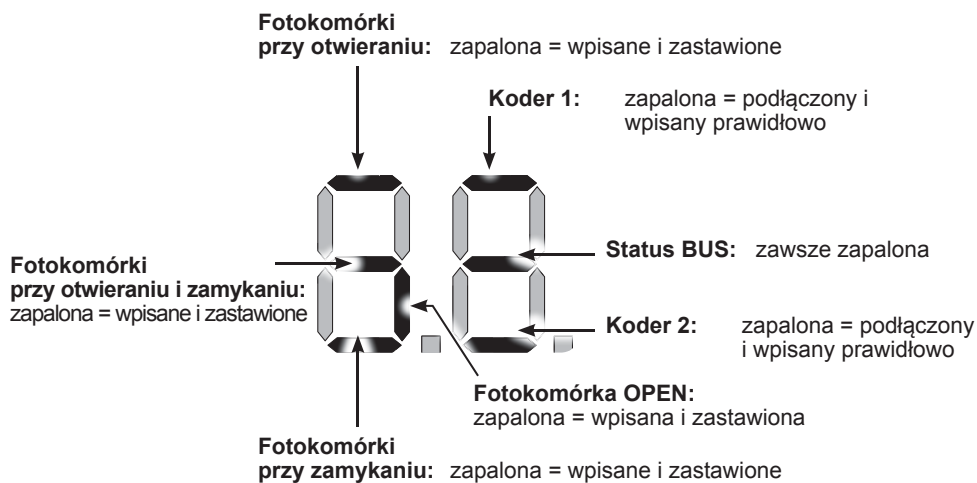 Fotokomórki
przy otwieraniu: zapalona = wpisane i zastawione
Koder 1: zapalona = podłączony i
wpisany prawidłowo
Status BUS: zawsze zapalona
Fotokomórki
przy otwieraniu i zamykaniu:
zapalona = wpisane i zastawione
Koder 2: zapalona = podłączony
i wpisany prawidłowo
Fotokomórka OPEN:
zapalona = wpisana i zastawiona
Fotokomórki
przy zamykaniu: zapalona = wpisane i zastawione